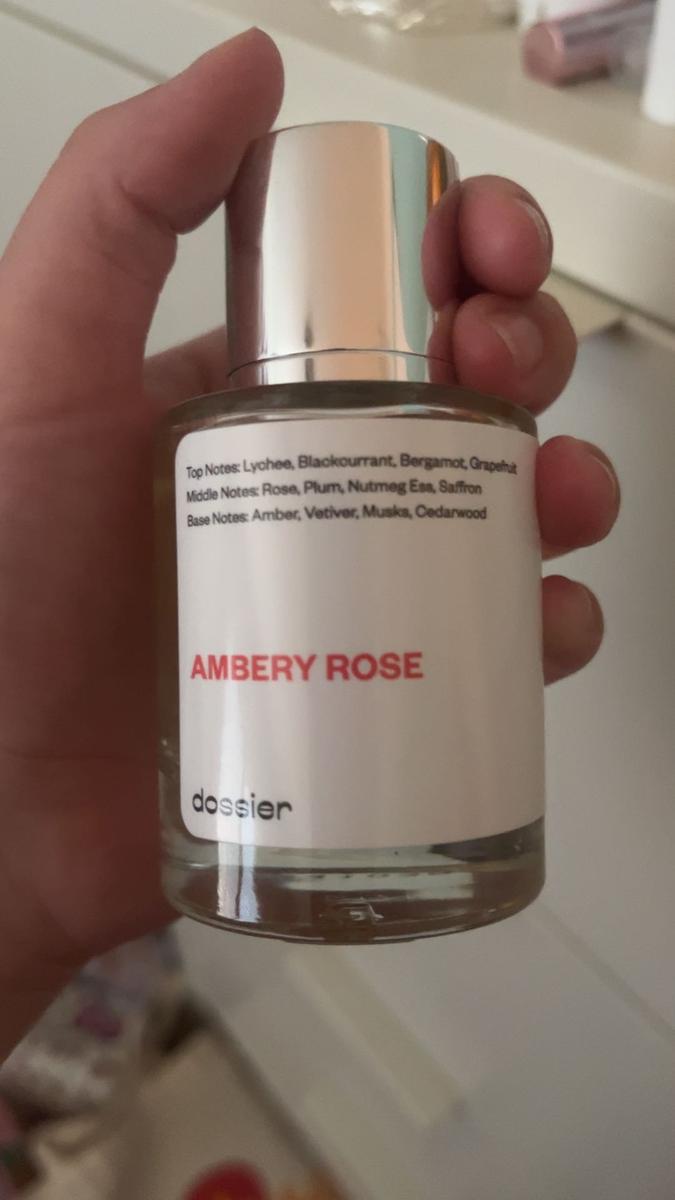 Top Notes: Lychee, Blackcurrant, Bergamot, Grapefruit
Middle Notes: Rose, Plum, Nutmeg Ess, Saffron
Base Notes: Amber, Vetiver, Musks, Cedarwood
AMBERY ROSE
dossier